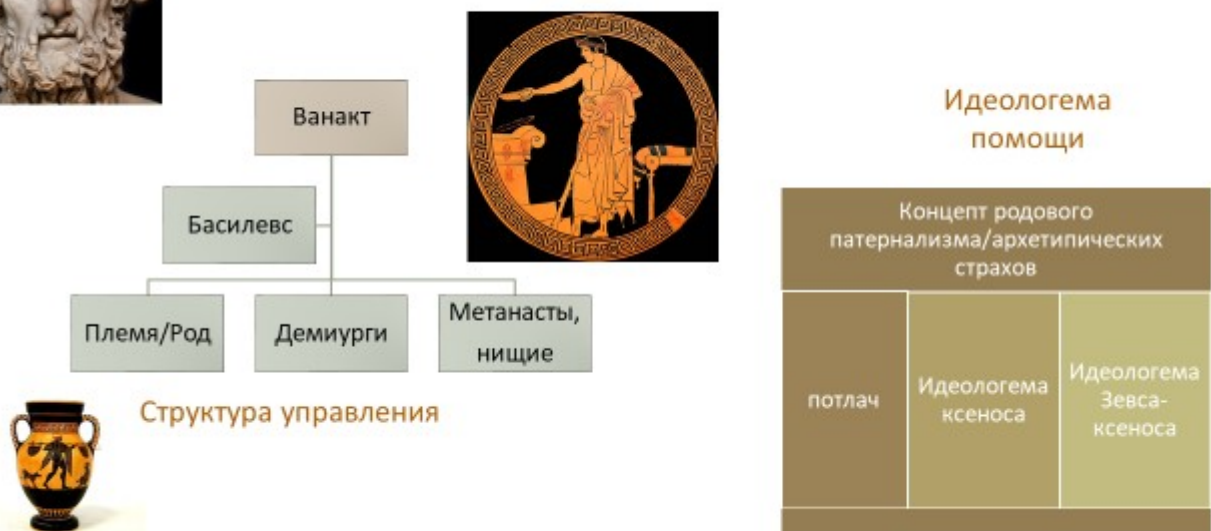 Ванакт
Басилевс
Племя/Род
Демиурги
Метанасты,
нищие
Структура управления
Идеологема
помощи
Концепт родового
патернализма/архетипических
страхов
потлач
Идеологема
ксеноса
Идеологема
Зевса-
ксеноса